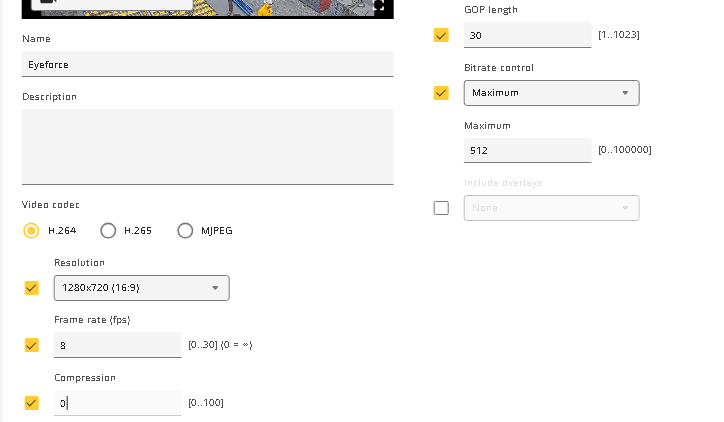 Name
Eyeforce
Description
Video codec
H.264
H.265
MJPEG
Resolution
1280x720 (16:9)
Frame rate (fps)
8
[0..30] (0 = ∞)
Compression
0
[0..100]
GOP length
30
[1..1023]
Bitrate control
Maximum
Maximum
512
[0..100000]
Include overlays
None